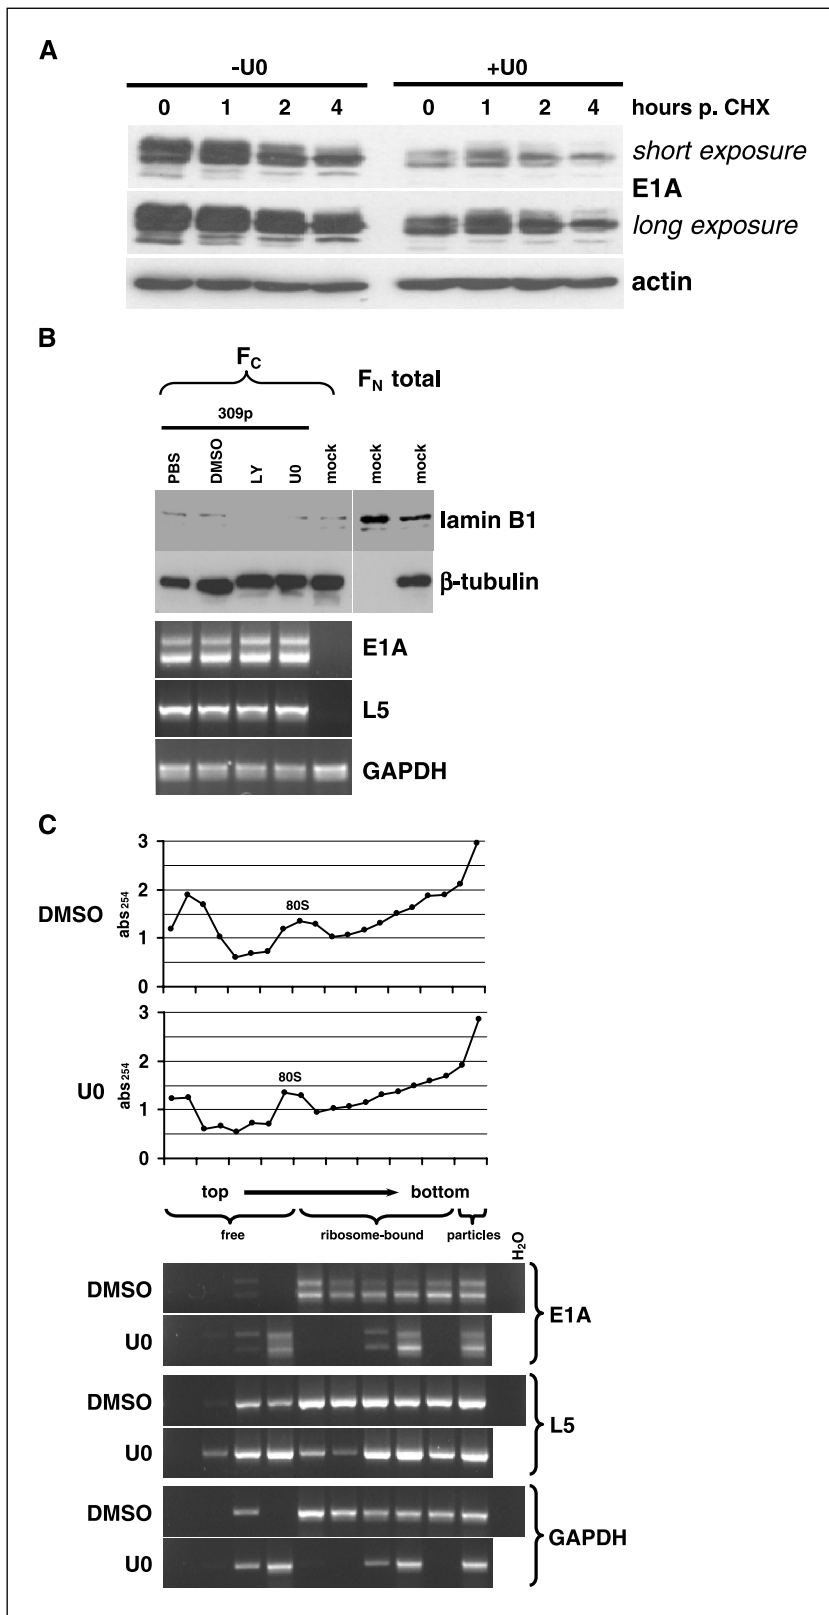 A
-U0 +U0
0 1 2 4 0 1 2 4 hours p. CHX
short exposure
E1A
long exposure
actin
B
FC FN total
309p
PBS DMSO LY U0 mock mock mock
lamin B1
β-tubulin
E1A
L5
GAPDH
C
DMSO
abs254
3
2
1
0
80S
U0
abs254
3
2
1
0
80S
top bottom
free ribosome-bound particles H2O
DMSO
U0
E1A
DMSO
U0
L5
DMSO
U0
GAPDH